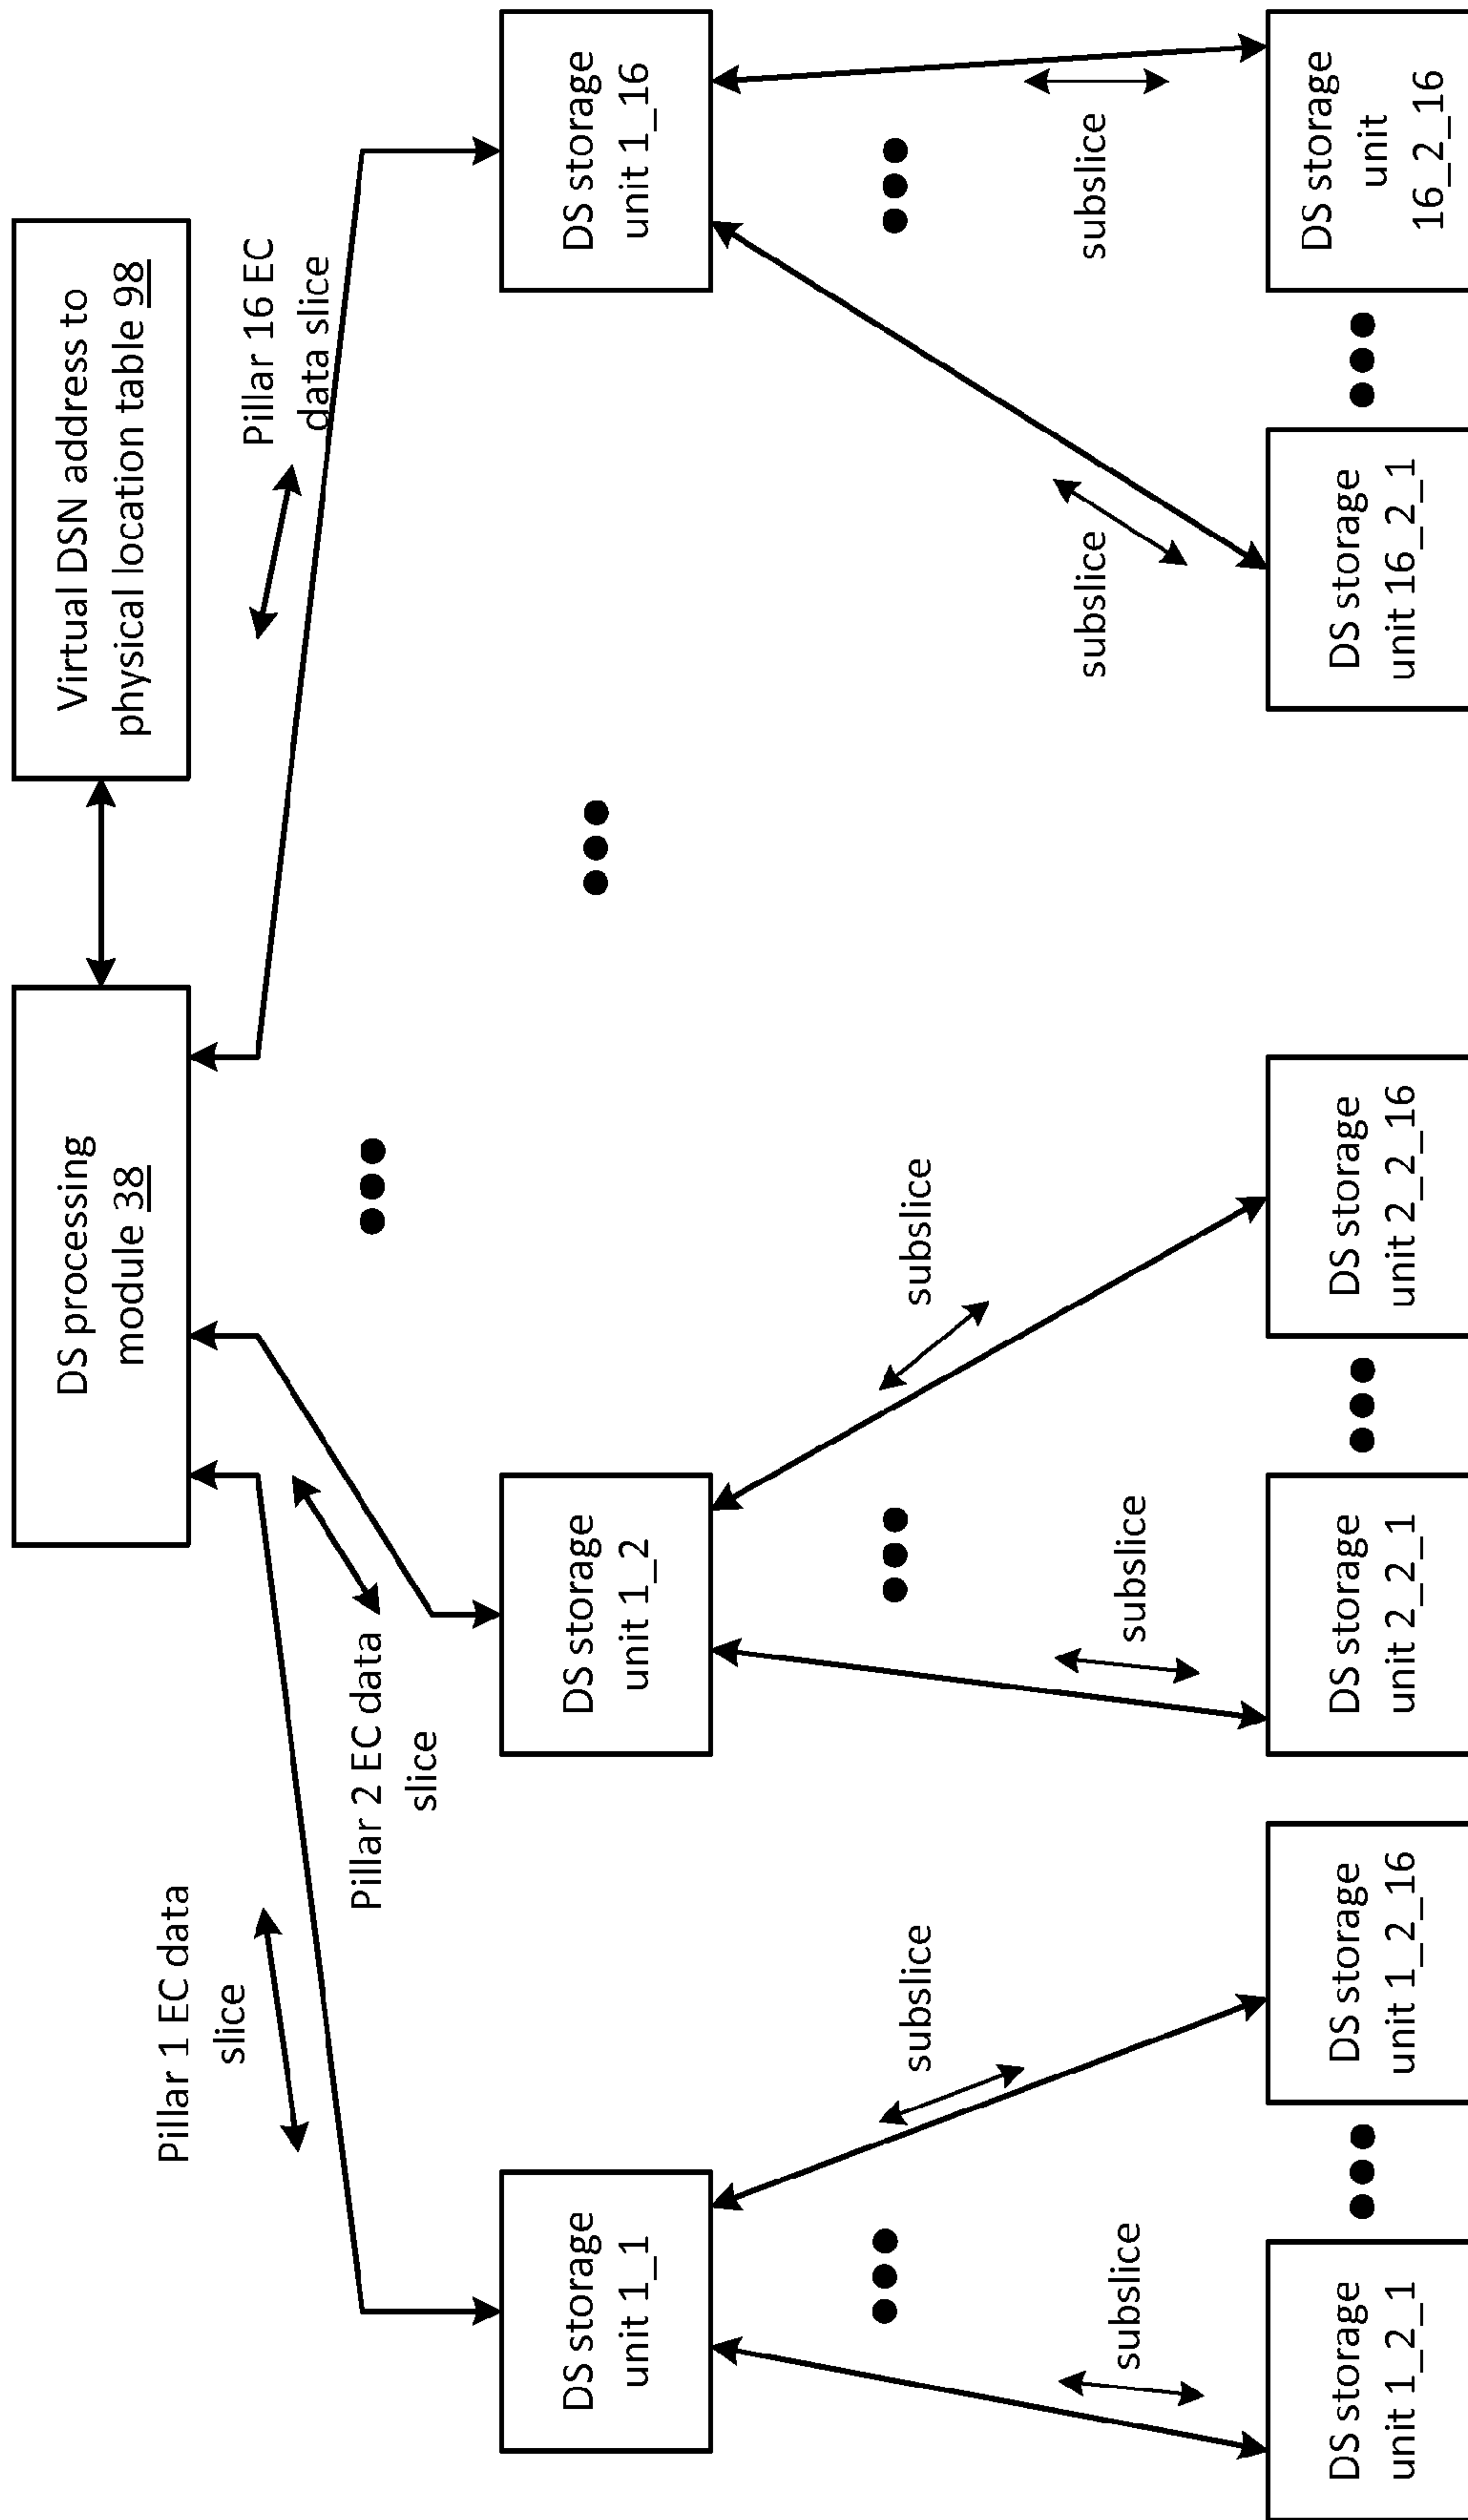 DS processing
module 38
Virtual DSN address to
physical location table 98
Pillar 1 EC data
slice
Pillar 2 EC data
slice
Pillar 16 EC
data slice
DS storage
unit 1_1
DS storage
unit 1_2
DS storage
unit 1_16
subslice
subslice
subslice
subslice
subslice
subslice
DS storage
unit 1_2_1
DS storage
unit 1_2_16
DS storage
unit 2_2_1
DS storage
unit 2_2_16
DS storage
unit 16_2_1
DS storage
unit
16_2_16